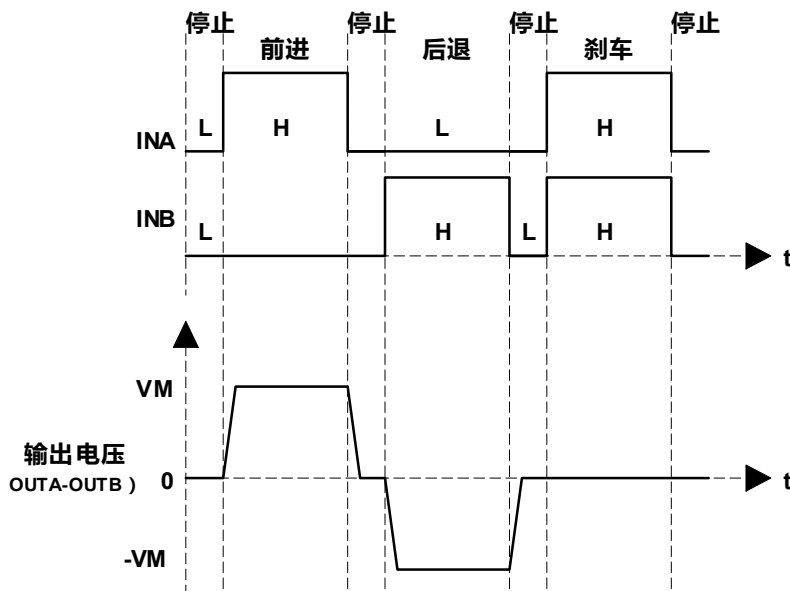 停止 停止 停止 停止
前进 后退 刹车
L H L H
INA
INB
L H L H
t
VM
输出电压
OUTA-OUTB ) 0 t
-VM